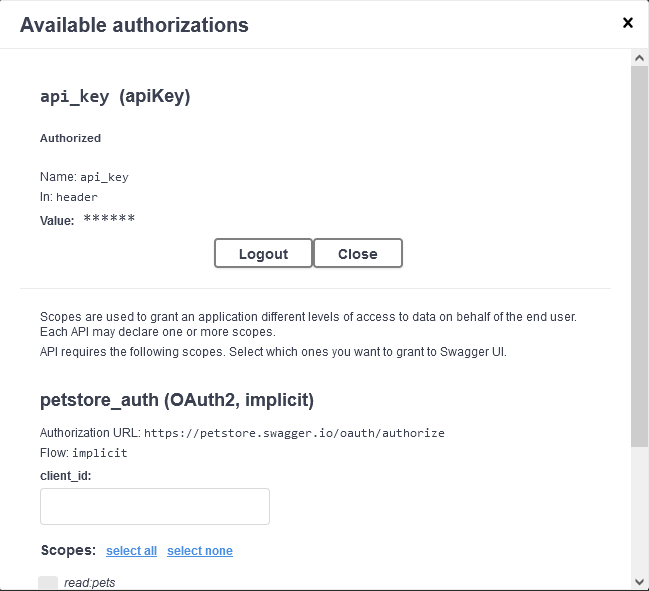 Available authorizations
api_key (apiKey)
Authorized
Name: api_key
In: header
Value: ******
Logout Close
Scopes are used to grant an application different levels of access to data on behalf of the end user.
Each API may declare one or more scopes.
API requires the following scopes. Select which ones you want to grant to Swagger UI.
petstore_auth (OAuth2, implicit)
Authorization URL: https://petstore.swagger.io/oauth/authorize
Flow: implicit
client_id:
Scopes: select all select none
read:pets